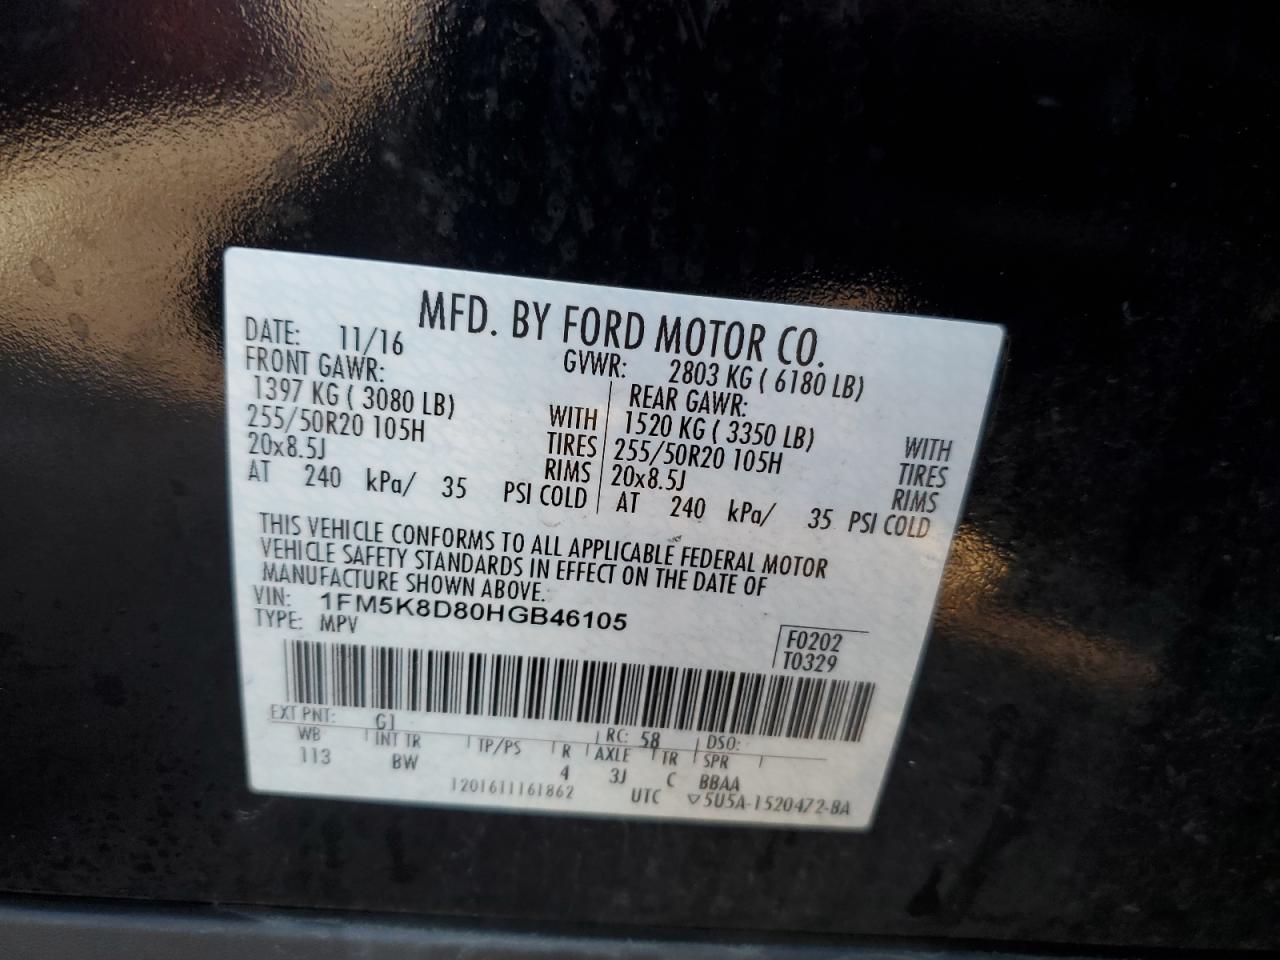 MFD. BY FORD MOTOR CO.
DATE: 11/16 GVWR: 2803 KG ( 6180 LB)
FRONT GAWR: REAR GAWR:
1397 KG ( 3080 LB) WITH 1520 KG ( 3350 LB) WITH
255/50R20 105H TIRES 255/50R20 105H TIRES
20x8.5J RIMS 20x8.5J RIMS
AT 240 kPa/ 35 PSI COLD AT 240 kPa/ 35 PSI COLD
THIS VEHICLE CONFORMS TO ALL APPLICABLE FEDERAL MOTOR
VEHICLE SAFETY STANDARDS IN EFFECT ON THE DATE OF
MANUFACTURE SHOWN ABOVE.
VIN: 1FM5K8D80HGB46105
TYPE: MPV
F0202
T0329
EXT PNT: G1 RC: 58 DSO:
WB INT TR TP/PS R AXLE TR SPR
113 BW 4 3J C BBAA
1201611161862 UTC ▽5U5A-1520472-BA